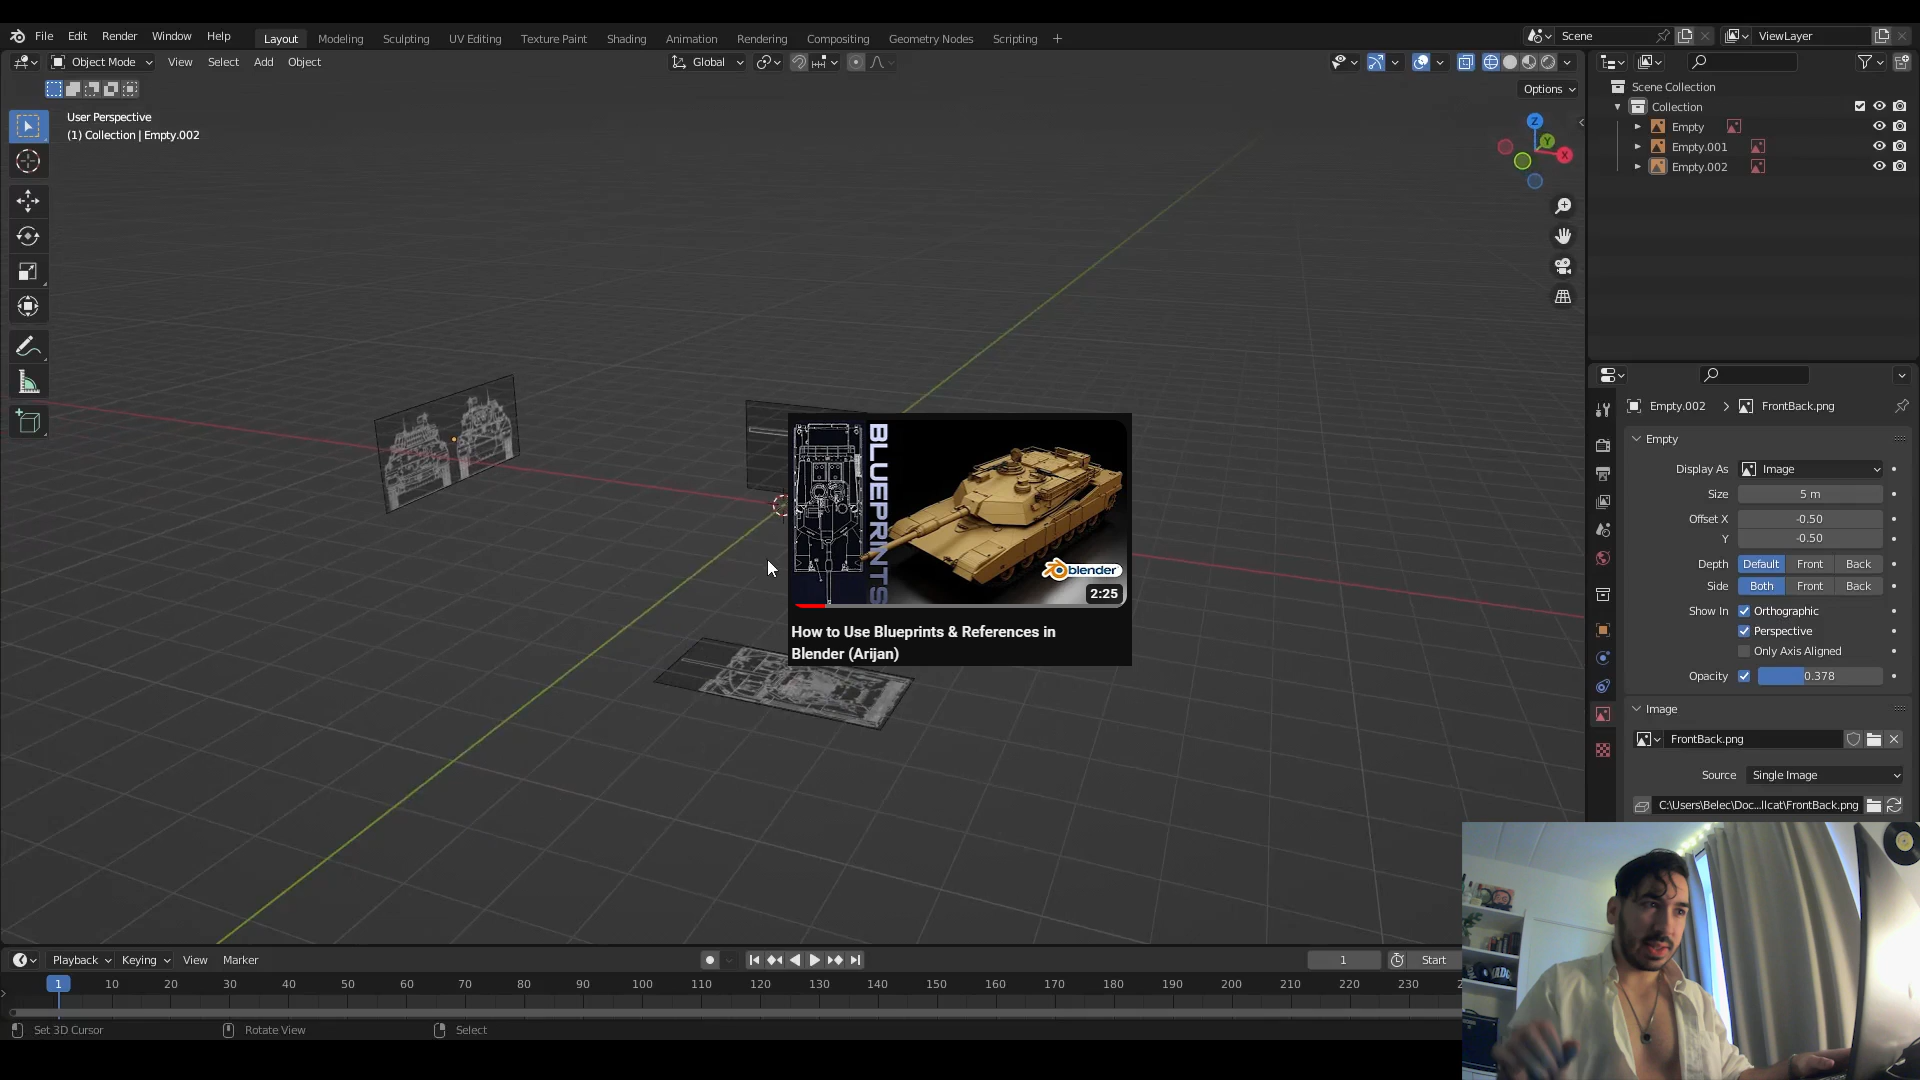 File Edit Render Window Help
Layout Modeling Sculpting UV Editing Texture Paint Shading Animation Rendering Compositing Geometry Nodes Scripting +
Scene
ViewLayer
Object Mode View Select Add Object
Global
Options
User Perspective
(1) Collection | Empty.002
Z
Y
X
Scene Collection
Collection
Empty
Empty.001
Empty.002
Empty.002 > FrontBack.png
Empty
Display As Image
Size 5 m
Offset X -0.50
Y -0.50
Depth Default Front Back
Side Both Front Back
Show In Orthographic
Perspective
Only Axis Aligned
Opacity 0.378
Image
FrontBack.png
Source Single Image
C:\Users\Belec\Doc...llcat\FrontBack.png
BLUEPRINTS
blender
2:25
How to Use Blueprints & References in
Blender (Arijan)
Playback Keying View Marker
1 Start
1 10 20 30 40 50 60 70 80 90 100 110 120 130 140 150 160 170 180 190 200 210 220 230
Set 3D Cursor Rotate View Select